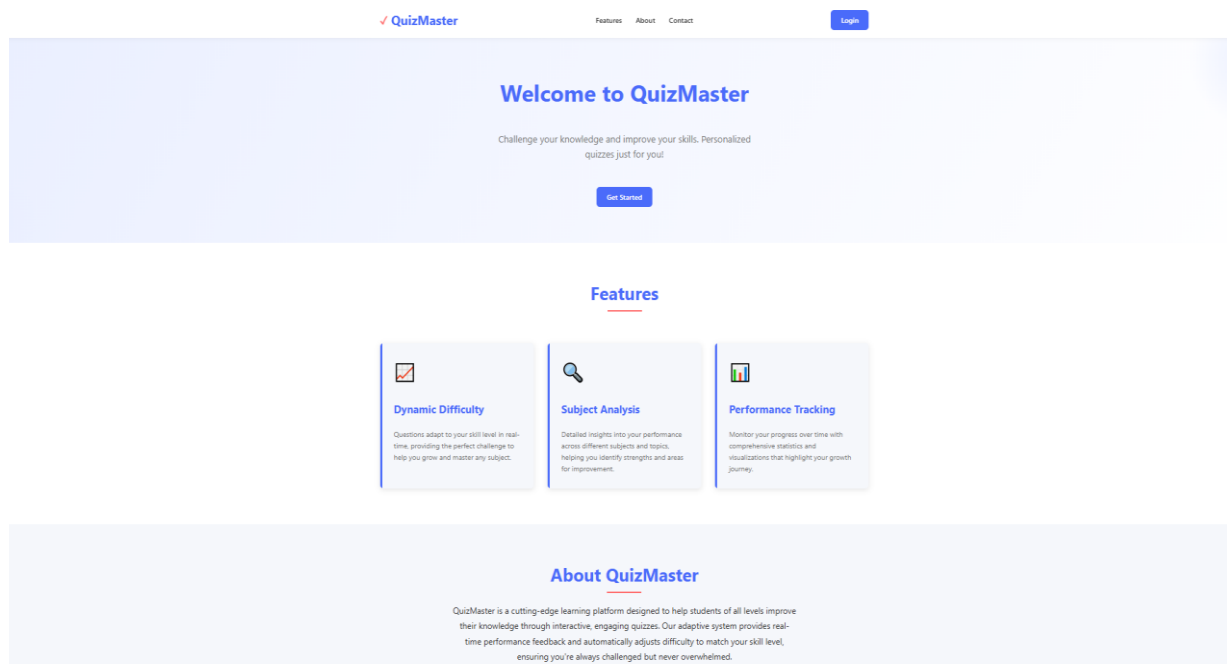 ✓ QuizMaster
Features About Contact
Login
Welcome to QuizMaster
Challenge your knowledge and improve your skills. Personalized
quizzes just for you!
Get Started
Features
Dynamic Difficulty
Questions adapt to your skill level in real-
time, providing the perfect challenge to
help you grow and master any subject.
Subject Analysis
Detailed insights into your performance
across different subjects and topics,
helping you identify strengths and areas
for improvement.
Performance Tracking
Monitor your progress over time with
comprehensive statistics and
visualizations that highlight your growth
journey.
About QuizMaster
QuizMaster is a cutting-edge learning platform designed to help students of all levels improve
their knowledge through interactive, engaging quizzes. Our adaptive system provides real-
time performance feedback and automatically adjusts difficulty to match your skill level,
ensuring you're always challenged but never overwhelmed.